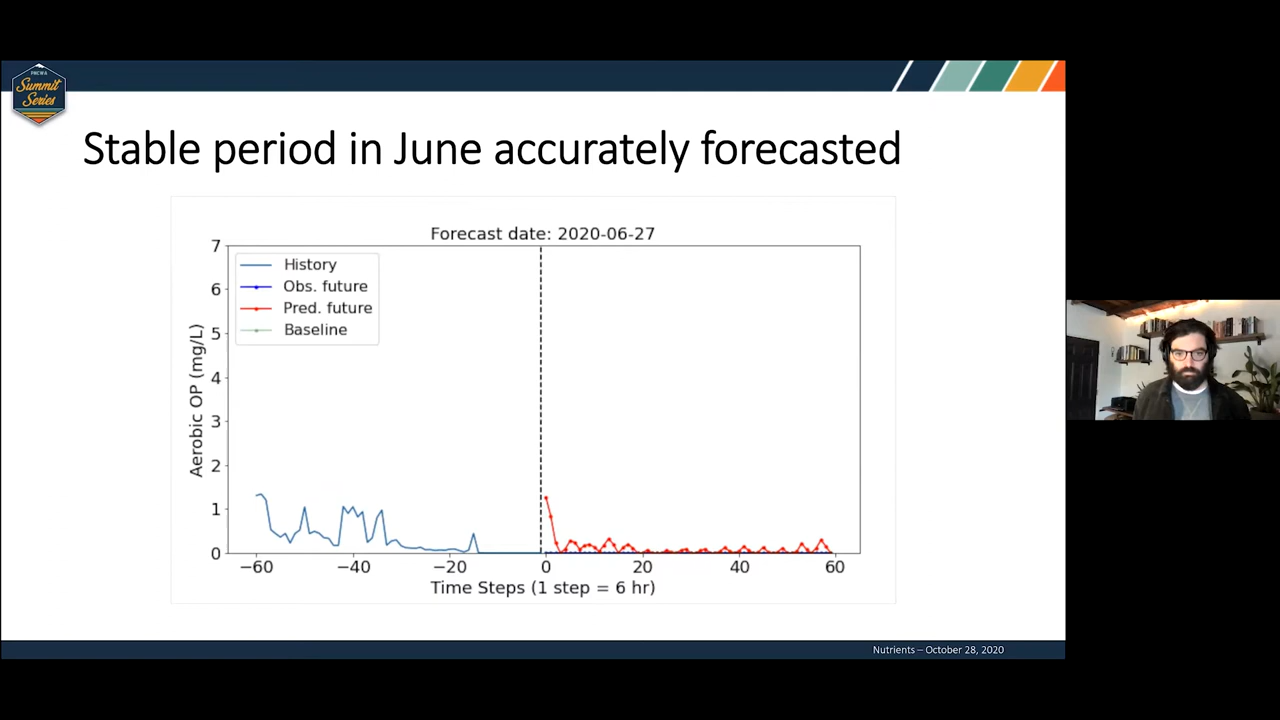 PNCWA
Summit
Series
Stable period in June accurately forecasted
Forecast date: 2020-06-27
History
Obs. future
Pred. future
Baseline
Aerobic OP (mg/L)
7
6
5
4
3
2
1
0
−60 −40 −20 0 20 40 60
Time Steps (1 step = 6 hr)
Nutrients – October 28, 2020